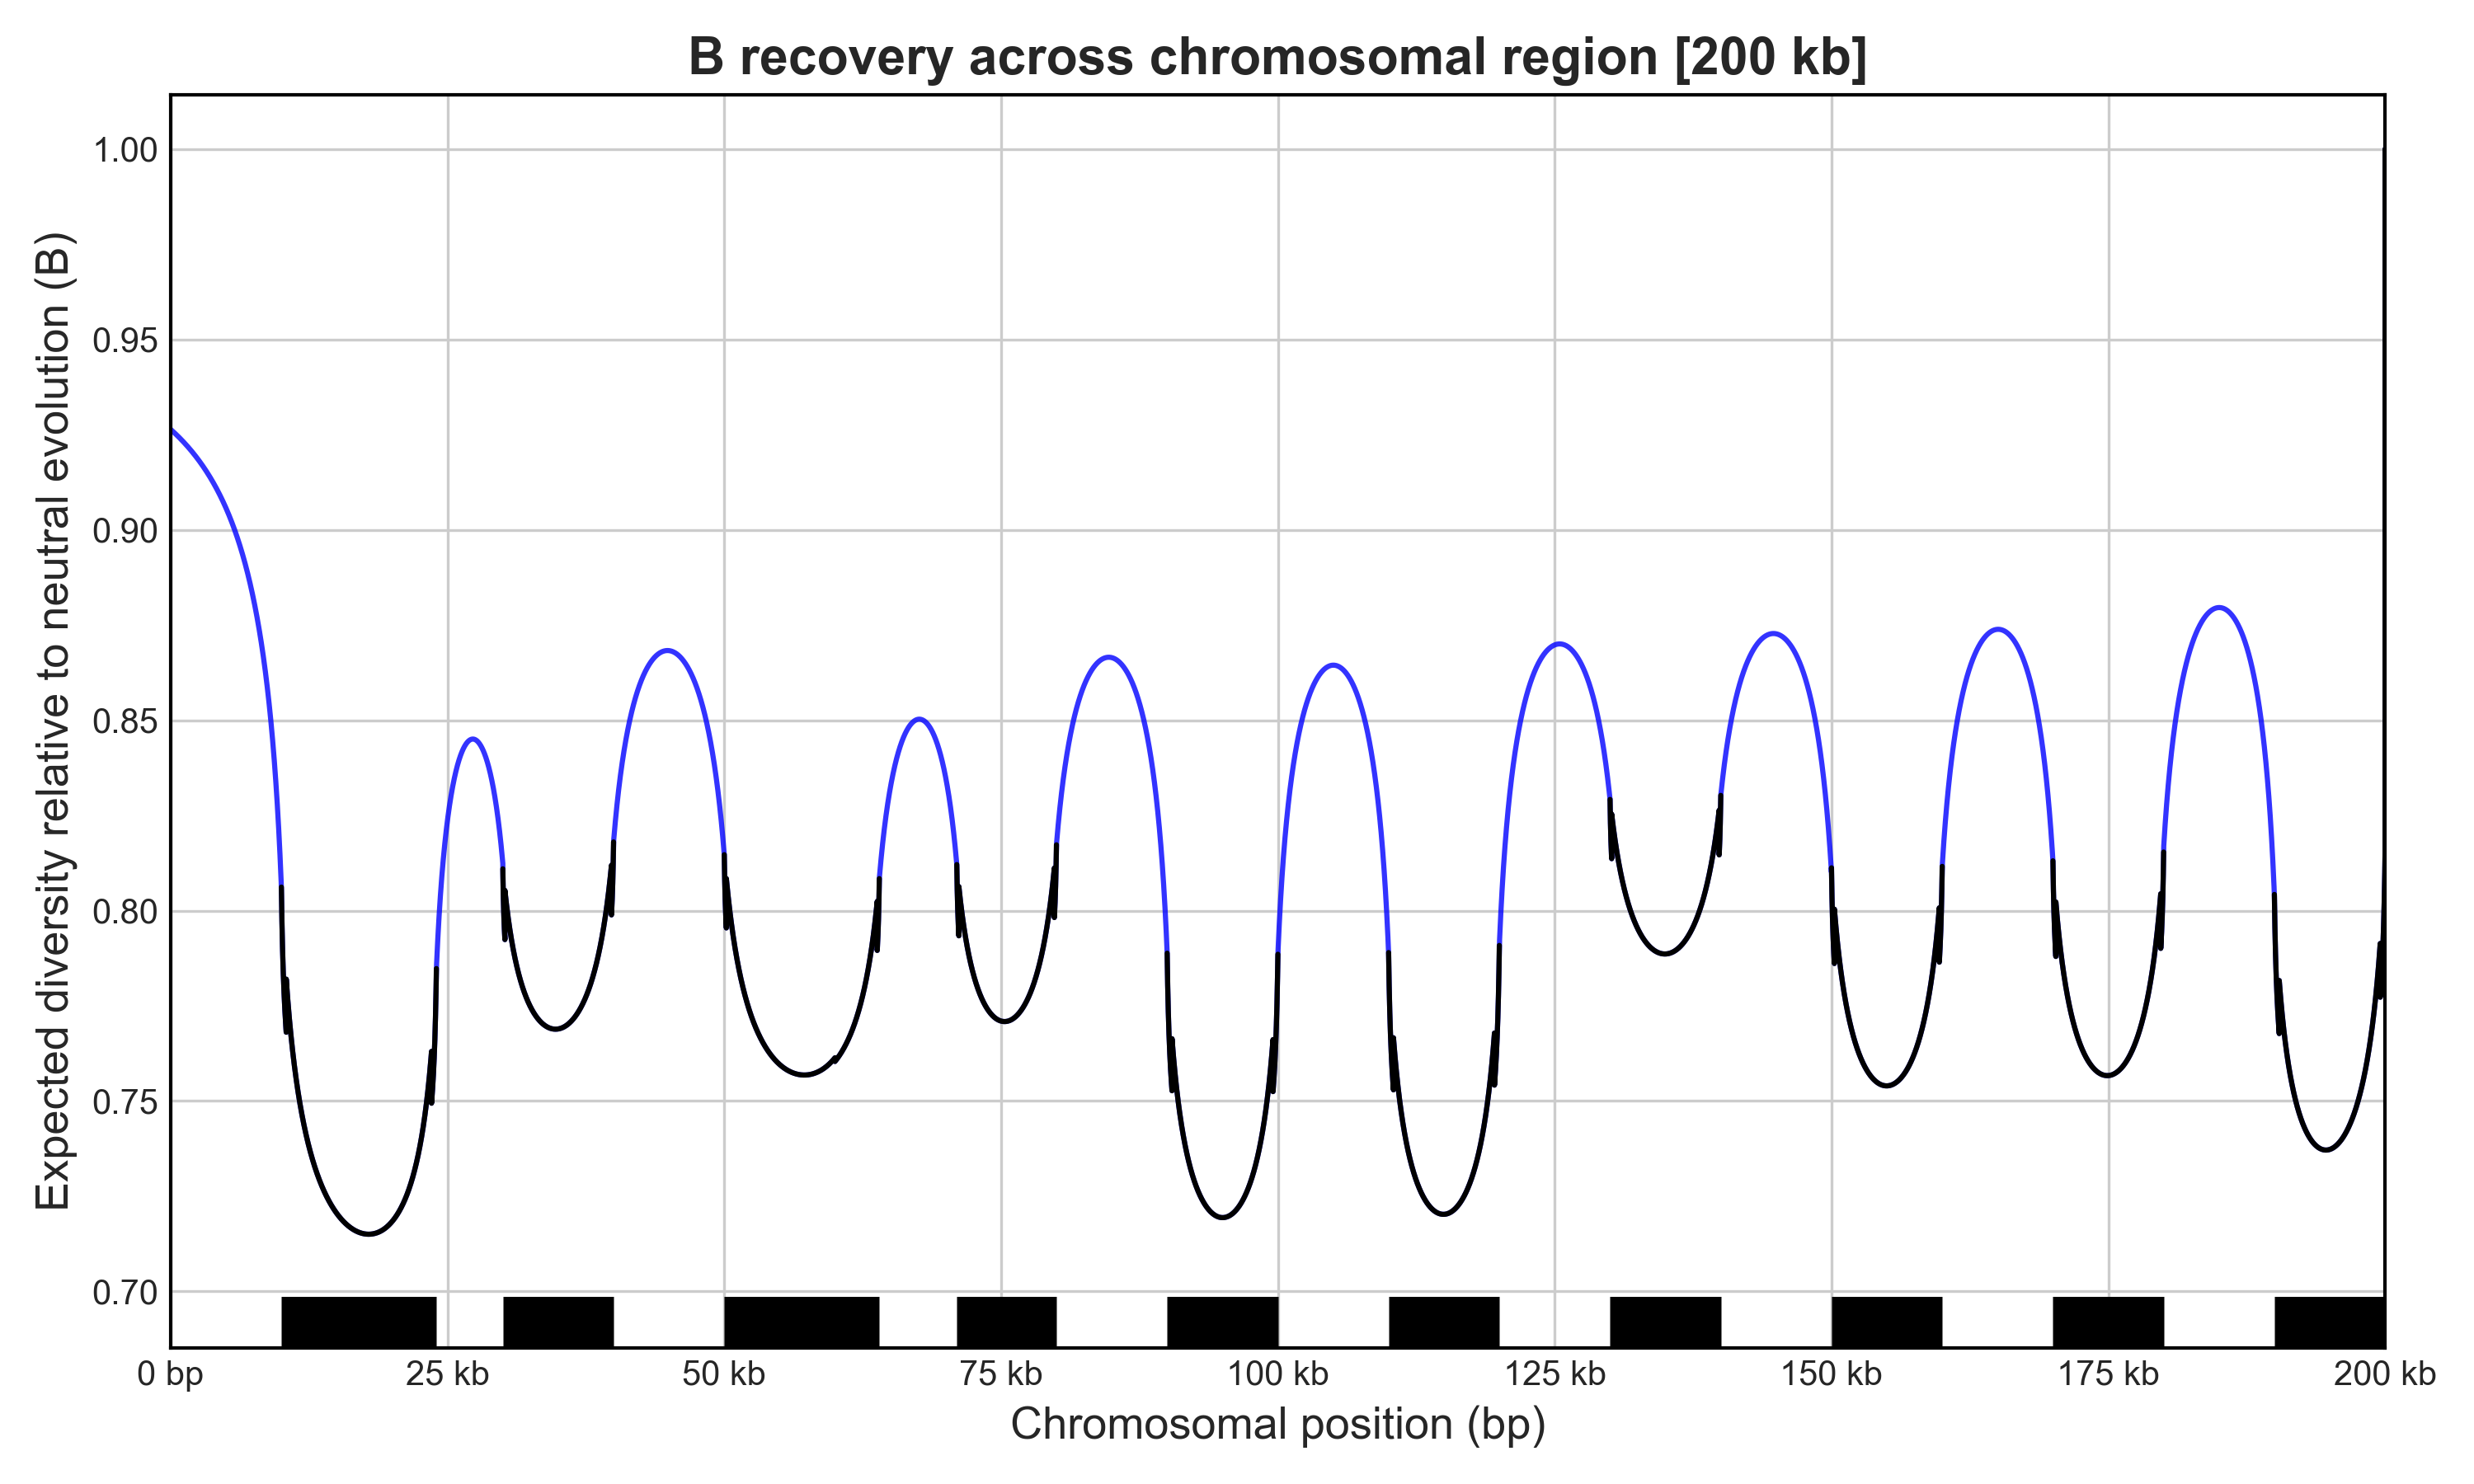 B recovery across chromosomal region [200 kb]
Expected diversity relative to neutral evolution (B)
1.00
0.95
0.90
0.85
0.80
0.75
0.70
0 bp 25 kb 50 kb 75 kb 100 kb 125 kb 150 kb 175 kb 200 kb
Chromosomal position (bp)